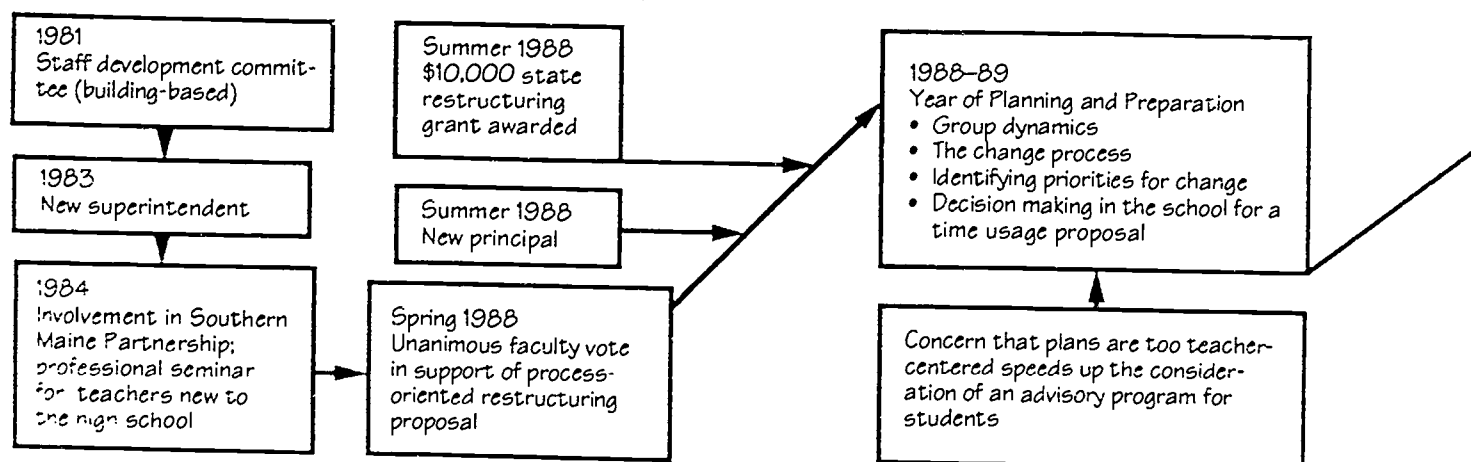 1981
Staff development commit-
tee (building-based)
1983
New superintendent
1984
Involvement in Southern
Maine Partnership;
professional seminar
for teachers new to
the high school
Summer 1988
$10,000 state
restructuring
grant awarded
Summer 1988
New principal
Spring 1988
Unanimous faculty vote
in support of process-
oriented restructuring
proposal
1988–89
Year of Planning and Preparation
• Group dynamics
• The change process
• Identifying priorities for change
• Decision making in the school for a
time usage proposal
Concern that plans are too teacher-
centered speeds up the consider-
ation of an advisory program for
students